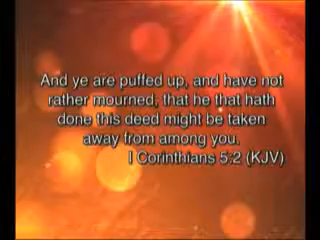 And ye are puffed up, and have not
rather mourned, that he that hath
done this deed might be taken
away from among you.
I Corinthians 5:2 (KJV)